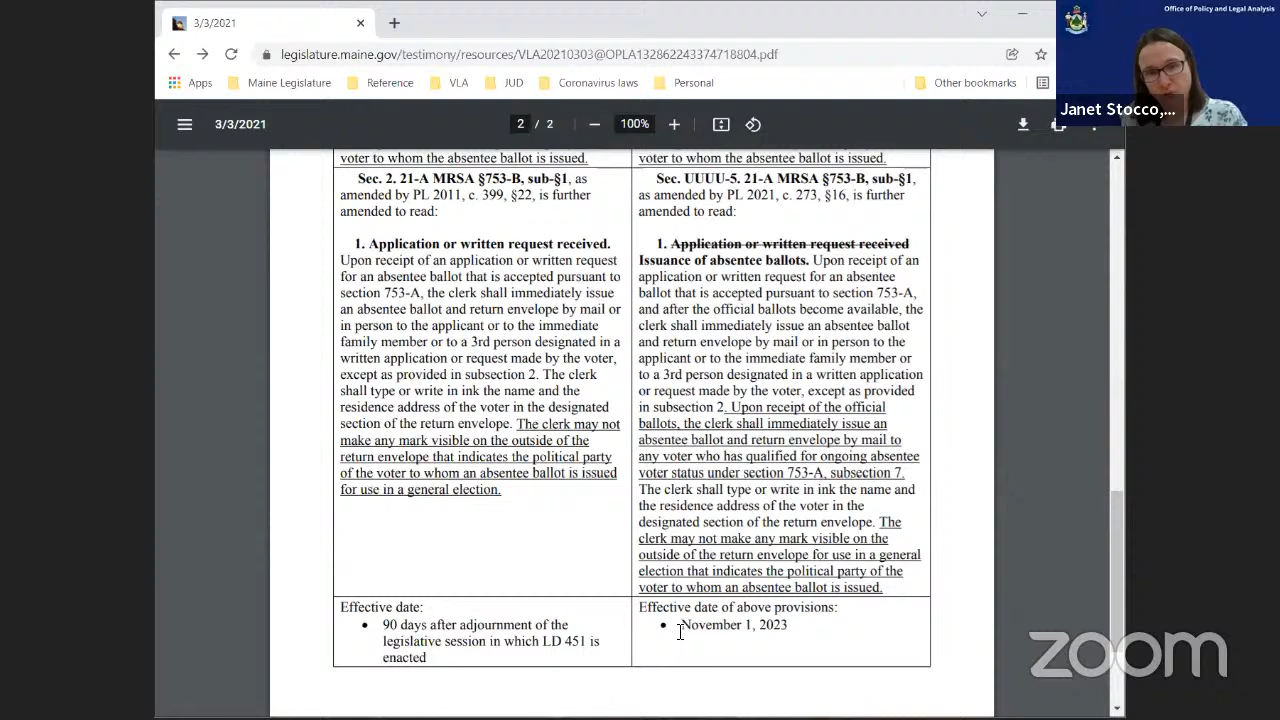 3/3/2021
Office of Policy and Legal Analysis
legislature.maine.gov/testimony/resources/VLA20210303@OPLA132862243374718804.pdf
Apps
Maine Legislature
Reference
VLA
JUD
Coronavirus laws
Personal
Other bookmarks
Janet Stocco,...
3/3/2021
2 / 2
100%
voter to whom the absentee ballot is issued.
Sec. 2. 21-A MRSA §753-B, sub-§1, as
amended by PL 2011, c. 399, §22, is further
amended to read:
1. Application or written request received.
Upon receipt of an application or written request
for an absentee ballot that is accepted pursuant to
section 753-A, the clerk shall immediately issue
an absentee ballot and return envelope by mail or
in person to the applicant or to the immediate
family member or to a 3rd person designated in a
written application or request made by the voter,
except as provided in subsection 2. The clerk
shall type or write in ink the name and the
residence address of the voter in the designated
section of the return envelope. The clerk may not
make any mark visible on the outside of the
return envelope that indicates the political party
of the voter to whom an absentee ballot is issued
for use in a general election.
Effective date:
90 days after adjournment of the
legislative session in which LD 451 is
enacted
voter to whom the absentee ballot is issued.
Sec. UUUU-5. 21-A MRSA §753-B, sub-§1,
as amended by PL 2021, c. 273, §16, is further
amended to read:
1. Application or written request received
Issuance of absentee ballots. Upon receipt of an
application or written request for an absentee
ballot that is accepted pursuant to section 753-A,
and after the official ballots become available, the
clerk shall immediately issue an absentee ballot
and return envelope by mail or in person to the
applicant or to the immediate family member or
to a 3rd person designated in a written application
or request made by the voter, except as provided
in subsection 2. Upon receipt of the official
ballots, the clerk shall immediately issue an
absentee ballot and return envelope by mail to
any voter who has qualified for ongoing absentee
voter status under section 753-A, subsection 7.
The clerk shall type or write in ink the name and
the residence address of the voter in the
designated section of the return envelope. The
clerk may not make any mark visible on the
outside of the return envelope for use in a general
election that indicates the political party of the
voter to whom an absentee ballot is issued.
Effective date of above provisions:
November 1, 2023
zoom